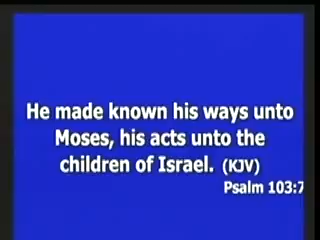 He made known his ways unto
Moses, his acts unto the
children of Israel. (KJV)
Psalm 103:7